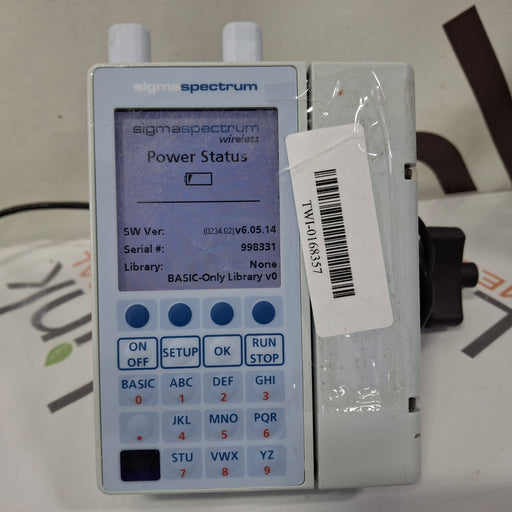 sigmaspectrum
sigmaspectrum
wireless
Power Status
SW Ver: (0234.02)v6.05.14
Serial #: 998331
Library: None
BASIC-Only Library v0
TWI-0168357
ON OFF
SETUP
OK
RUN STOP
BASIC 0
ABC 1
DEF 2
GHI 3
.
JKL 4
MNO 5
PQR 6
STU 7
VWX 8
YZ 9